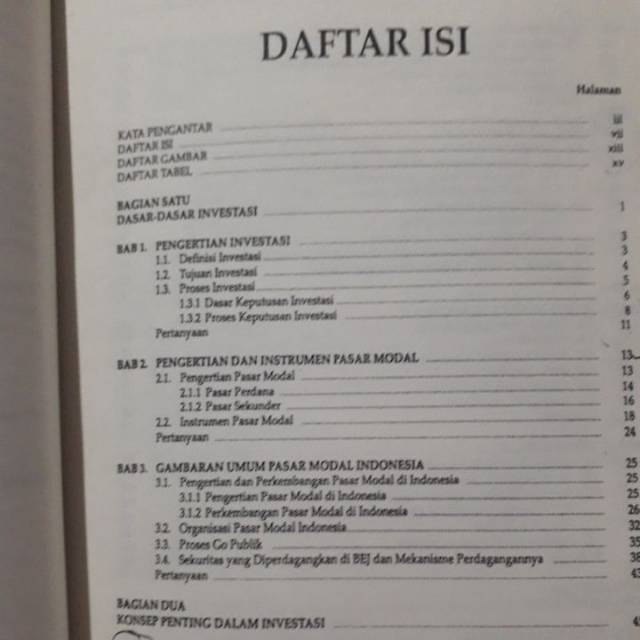 DAFTAR ISI
Halaman
KATA PENGANTAR iii
DAFTAR ISI vii
DAFTAR GAMBAR xiii
DAFTAR TABEL xv
BAGIAN SATU
DASAR-DASAR INVESTASI 1
BAB 1. PENGERTIAN INVESTASI 3
1.1. Definisi Investasi 3
1.2. Tujuan Investasi 4
1.3. Proses Investasi 5
1.3.1 Dasar Keputusan Investasi 6
1.3.2 Proses Keputusan Investasi 8
Pertanyaan 11
BAB 2. PENGERTIAN DAN INSTRUMEN PASAR MODAL 13
2.1. Pengertian Pasar Modal 13
2.1.1 Pasar Perdana 14
2.1.2 Pasar Sekunder 16
2.2. Instrumen Pasar Modal 18
Pertanyaan 24
BAB 3. GAMBARAN UMUM PASAR MODAL INDONESIA 25
3.1. Pengertian dan Perkembangan Pasar Modal di Indonesia 25
3.1.1 Pengertian Pasar Modal di Indonesia 25
3.1.2 Perkembangan Pasar Modal di Indonesia 26
3.2. Organisasi Pasar Modal Indonesia 32
3.3. Proses Go Publik 35
3.4. Sekuritas yang Diperdagangkan di BEJ dan Mekanisme Perdagangannya 38
Pertanyaan 43
BAGIAN DUA
KONSEP PENTING DALAM INVESTASI